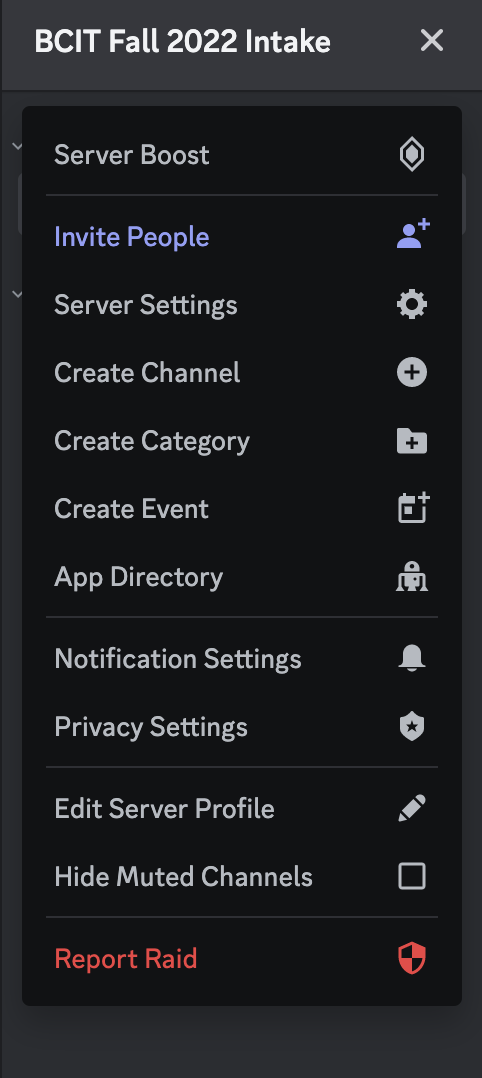 BCIT Fall 2022 Intake
Server Boost
Invite People
Server Settings
Create Channel
Create Category
Create Event
App Directory
Notification Settings
Privacy Settings
Edit Server Profile
Hide Muted Channels
Report Raid